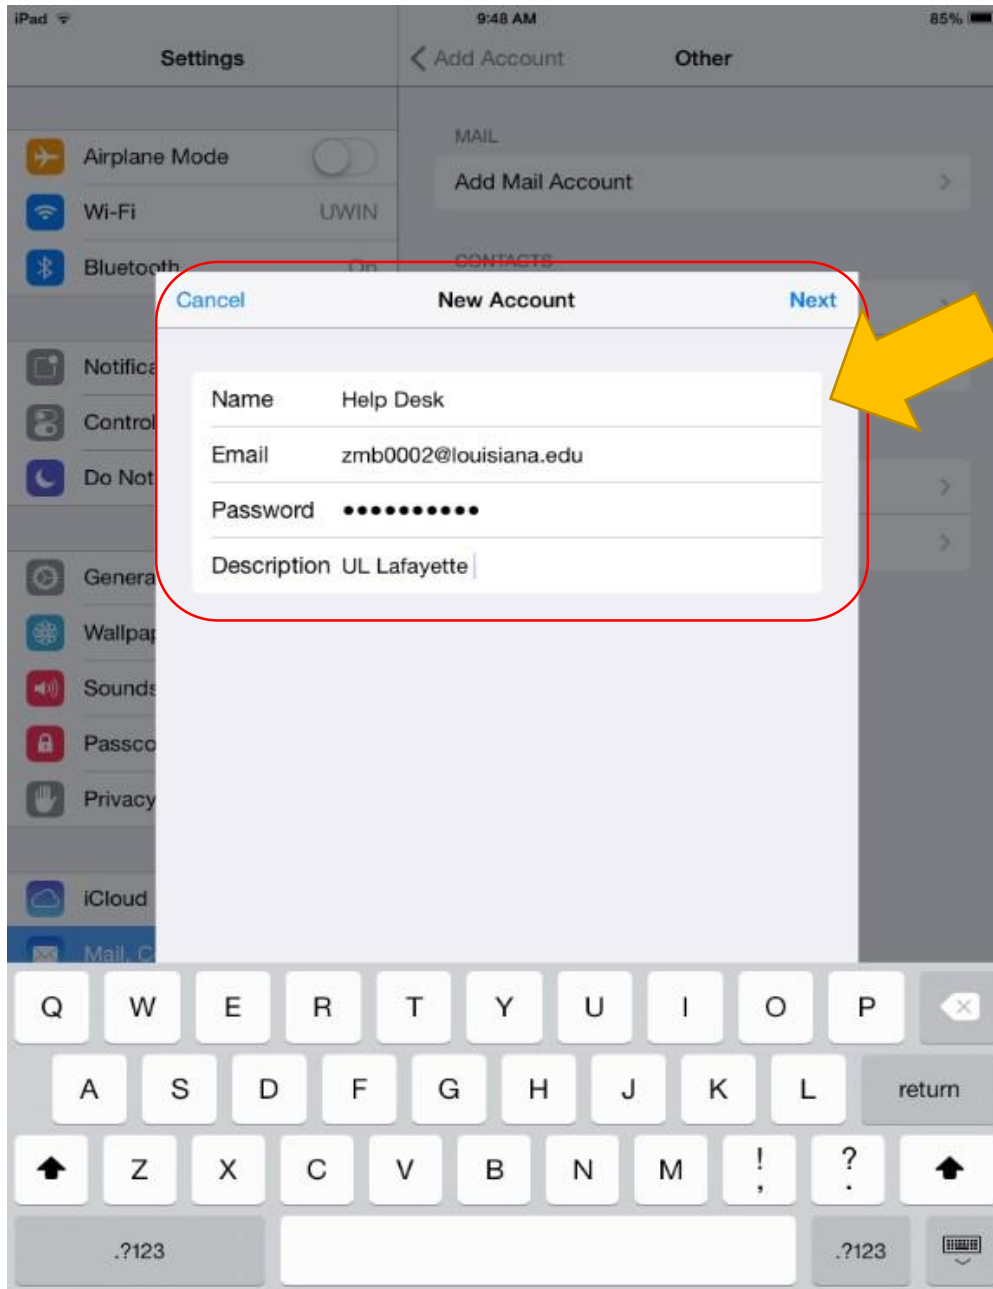 iPad 9:48 AM 85%
Settings
Add Account Other
MAIL
Airplane Mode
Add Mail Account
Wi-Fi UWIN
Bluetooth On
CONTACTS
Cancel New Account Next
Notifica
Name Help Desk
Control
Email zmb0002@louisiana.edu
Do Not
Password ••••••••••
Description UL Lafayette
Genera
Wallpap
Sounds
Passco
Privacy
iCloud
Mail, C
Q W E R T Y U I O P
A S D F G H J K L return
Z X C V B N M ! , ? .
.?123 .?123